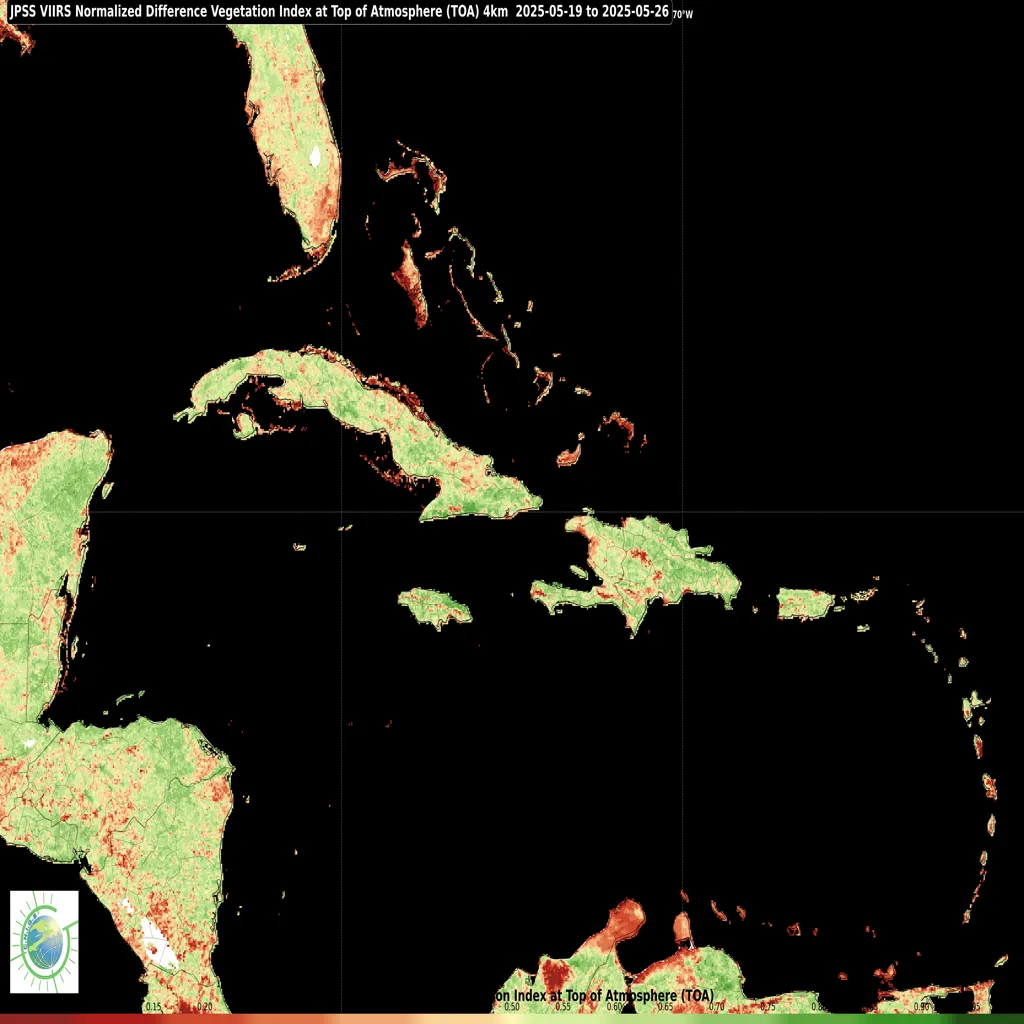 JPSS VIIRS Normalized Difference Vegetation Index at Top of Atmosphere (TOA) 4km 2025-05-19 to 2025-05-26
70°W
on Index at Top of Atmosphere (TOA)
0.15 0.20 0.50 0.55 0.60 0.65 0.70 0.75 0.90